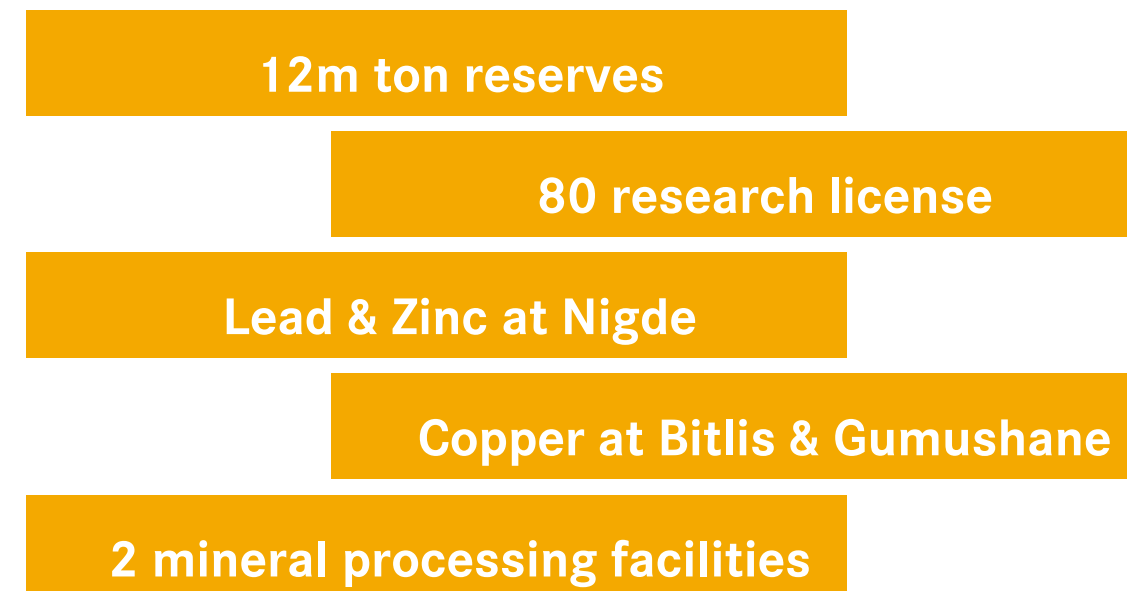 12m ton reserves
80 research license
Lead & Zinc at Nigde
Copper at Bitlis & Gumushane
2 mineral processing facilities